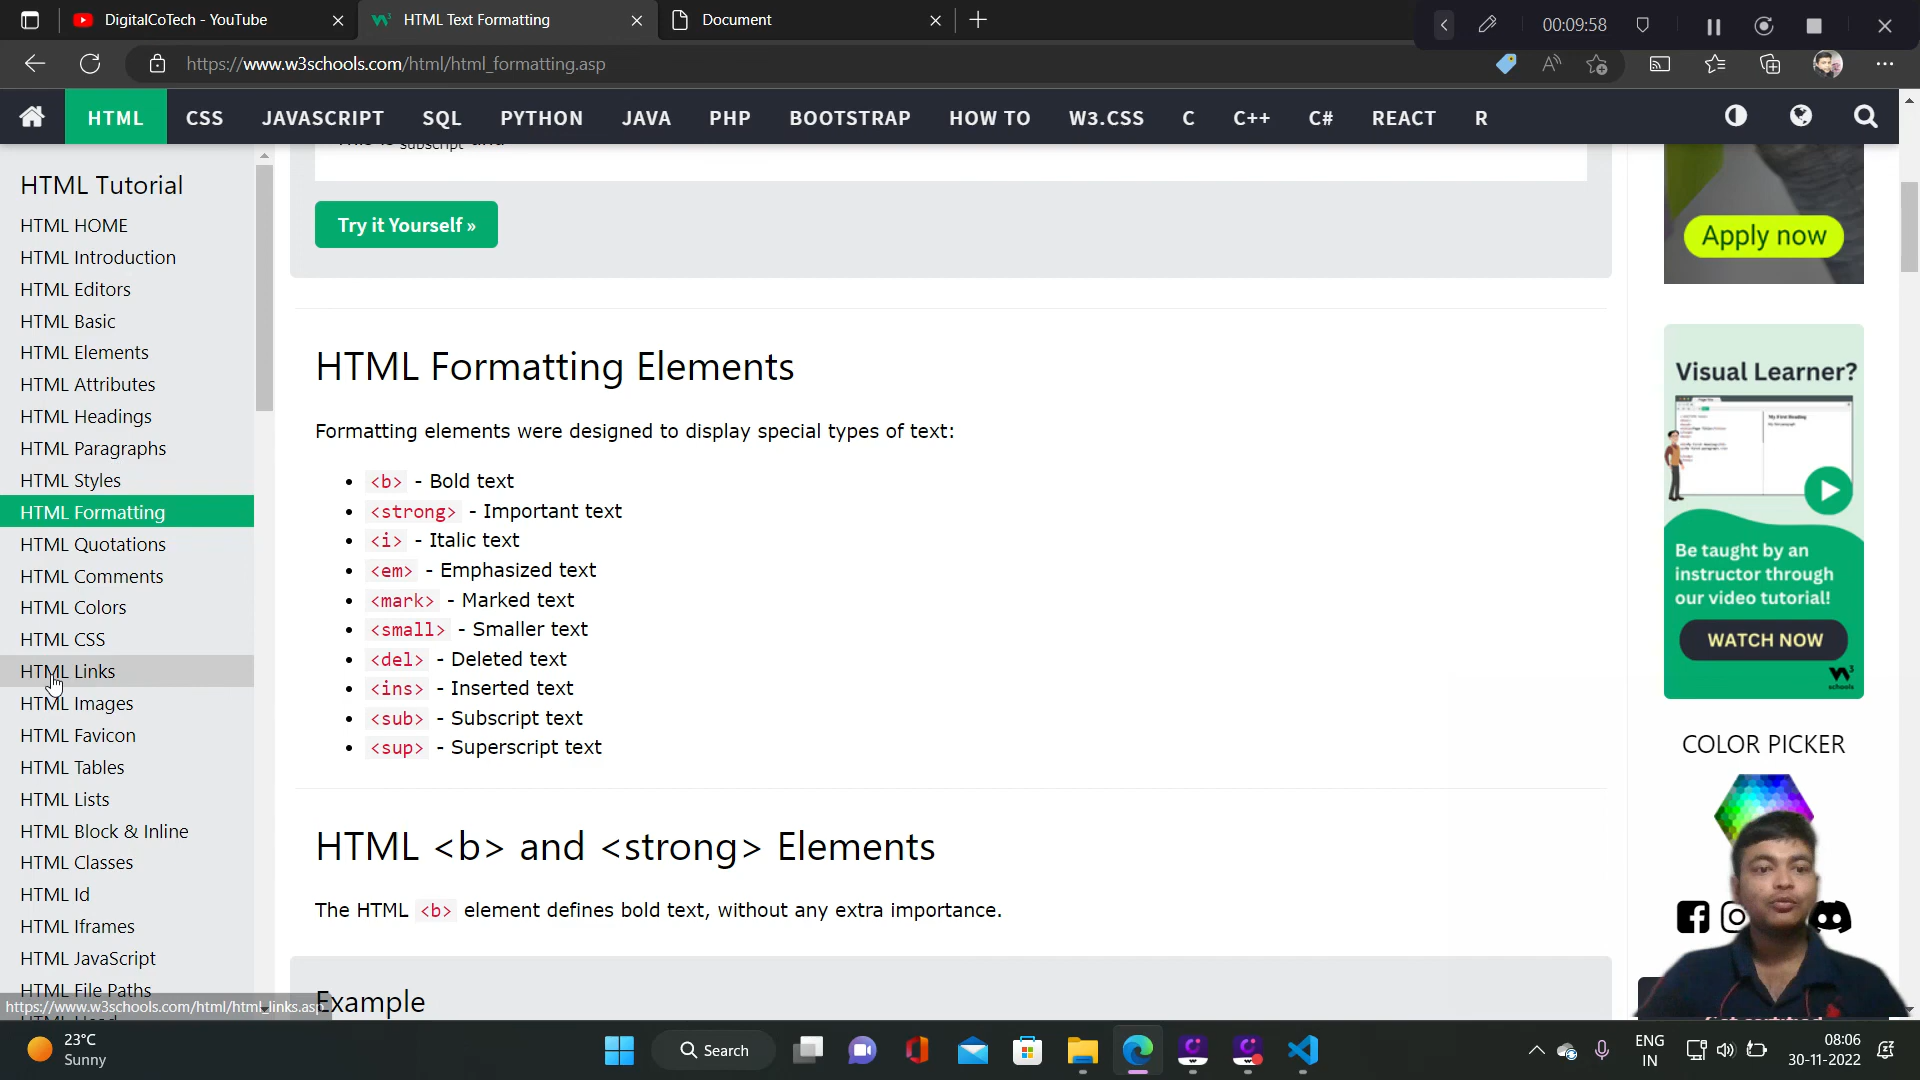 DigitalCoTech - YouTube
HTML Text Formatting
Document
00:09:58
https://www.w3schools.com/html/html_formatting.asp
HTML
CSS
JAVASCRIPT
SQL
PYTHON
JAVA
PHP
BOOTSTRAP
HOW TO
W3.CSS
C
C++
C#
REACT
R
HTML Tutorial
HTML HOME
HTML Introduction
HTML Editors
HTML Basic
HTML Elements
HTML Attributes
HTML Headings
HTML Paragraphs
HTML Styles
HTML Formatting
HTML Quotations
HTML Comments
HTML Colors
HTML CSS
HTML Links
HTML Images
HTML Favicon
HTML Tables
HTML Lists
HTML Block & Inline
HTML Classes
HTML Id
HTML Iframes
HTML JavaScript
HTML File Paths
https://www.w3schools.com/html/html_links.asp
This is subscript and
Try it Yourself »
HTML Formatting Elements
Formatting elements were designed to display special types of text:
• <b> - Bold text
• <strong> - Important text
• <i> - Italic text
• <em> - Emphasized text
• <mark> - Marked text
• <small> - Smaller text
• <del> - Deleted text
• <ins> - Inserted text
• <sub> - Subscript text
• <sup> - Superscript text
HTML <b> and <strong> Elements
The HTML <b> element defines bold text, without any extra importance.
Example
Apply now
Visual Learner?
Be taught by an
instructor through
our video tutorial!
WATCH NOW
schools
COLOR PICKER
23°C
Sunny
Search
ENG
IN
08:06
30-11-2022